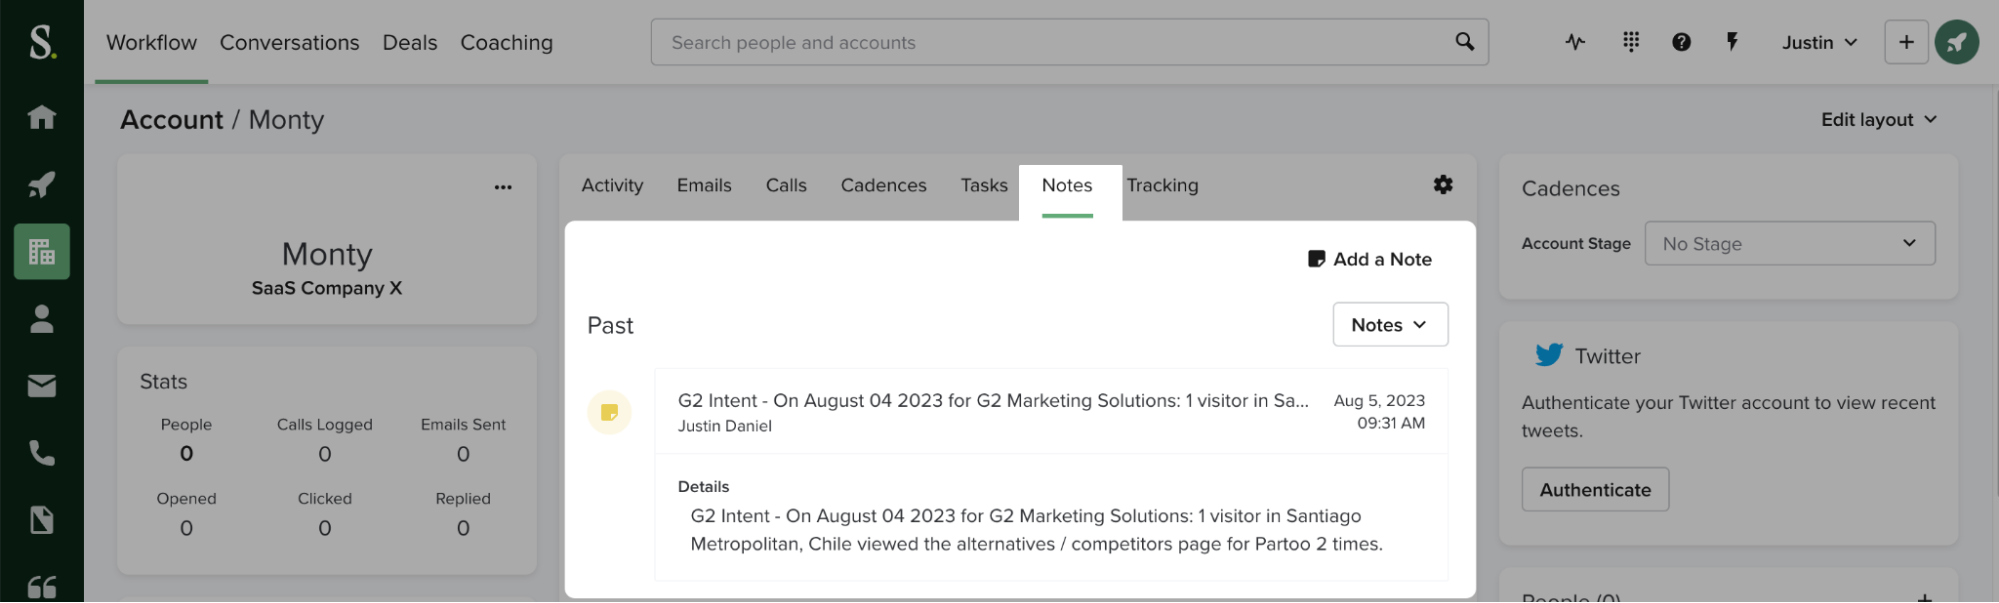 S.
Workflow Conversations Deals Coaching
Search people and accounts
Justin
Account / Monty
Edit layout
Monty
SaaS Company X
Stats
People Calls Logged Emails Sent
0 0 0
Opened Clicked Replied
0 0 0
Activity Emails Calls Cadences Tasks Notes Tracking
Add a Note
Past
Notes
G2 Intent - On August 04 2023 for G2 Marketing Solutions: 1 visitor in Sa...
Aug 5, 2023
Justin Daniel
09:31 AM
Details
G2 Intent - On August 04 2023 for G2 Marketing Solutions: 1 visitor in Santiago
Metropolitan, Chile viewed the alternatives / competitors page for Partoo 2 times.
Cadences
Account Stage No Stage
Twitter
Authenticate your Twitter account to view recent
tweets.
Authenticate
People (0)